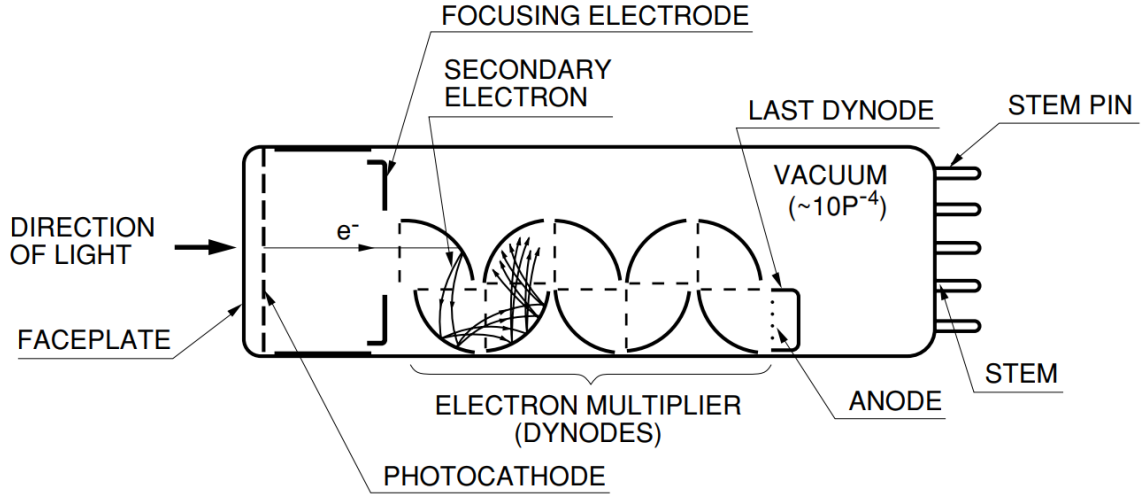 FOCUSING ELECTRODE
SECONDARY
ELECTRON
LAST DYNODE
STEM PIN
VACUUM
(~10P⁻⁴)
DIRECTION
OF LIGHT
e⁻
FACEPLATE
STEM
ELECTRON MULTIPLIER
(DYNODES)
ANODE
PHOTOCATHODE